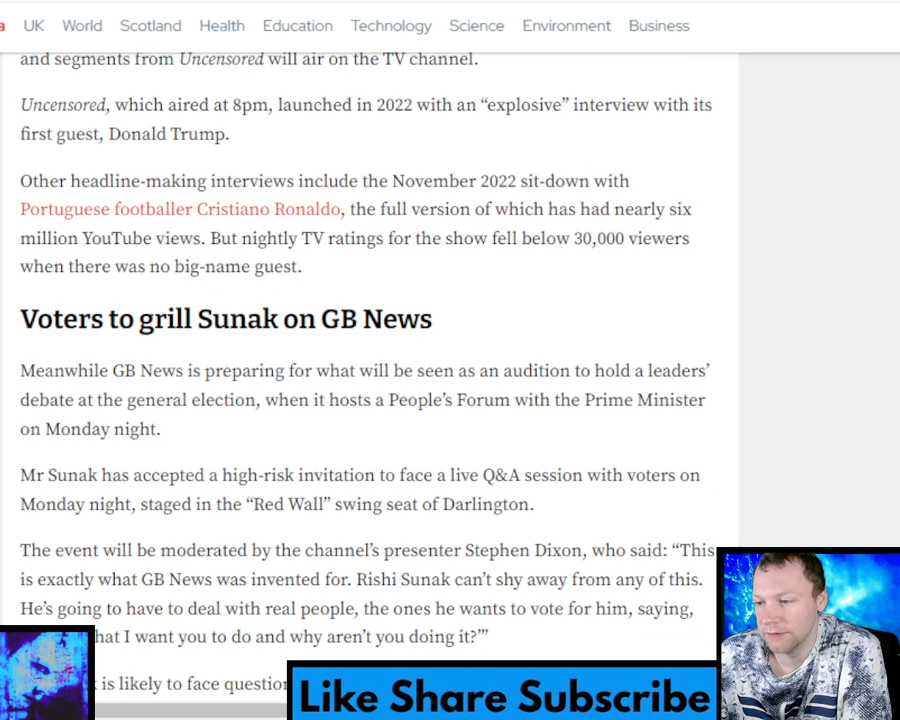 UK World Scotland Health Education Technology Science Environment Business
and segments from Uncensored will air on the TV channel.
Uncensored, which aired at 8pm, launched in 2022 with an “explosive” interview with its
first guest, Donald Trump.
Other headline-making interviews include the November 2022 sit-down with
Portuguese footballer Cristiano Ronaldo, the full version of which has had nearly six
million YouTube views. But nightly TV ratings for the show fell below 30,000 viewers
when there was no big-name guest.
Voters to grill Sunak on GB News
Meanwhile GB News is preparing for what will be seen as an audition to hold a leaders’
debate at the general election, when it hosts a People’s Forum with the Prime Minister
on Monday night.
Mr Sunak has accepted a high-risk invitation to face a live Q&A session with voters on
Monday night, staged in the “Red Wall” swing seat of Darlington.
The event will be moderated by the channel’s presenter Stephen Dixon, who said: “This
is exactly what GB News was invented for. Rishi Sunak can’t shy away from any of this.
He’s going to have to deal with real people, the ones he wants to vote for him, saying,
I want you to do and why aren’t you doing it?’”
is likely to face
Like Share Subscribe